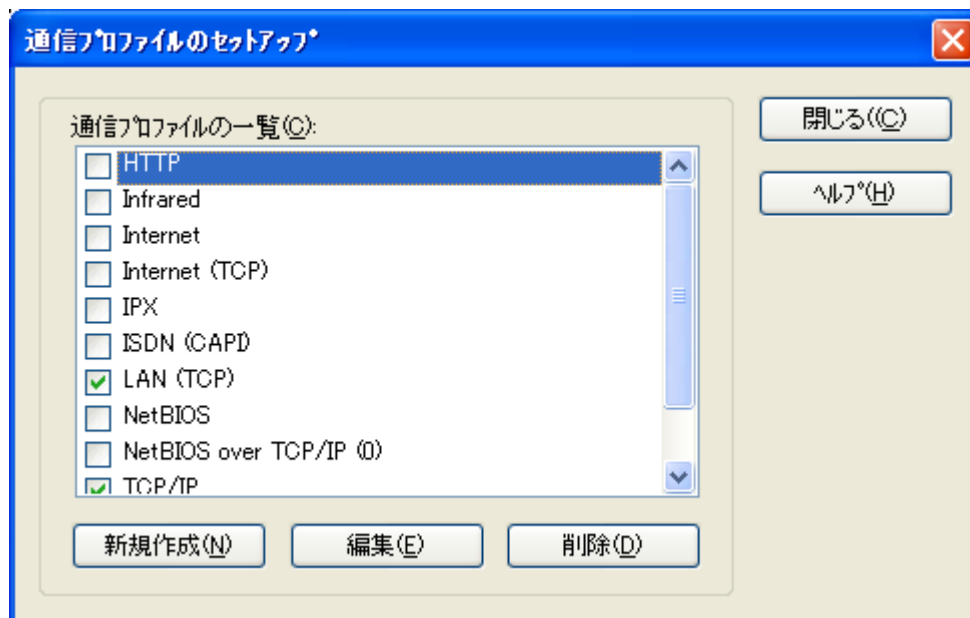 通信プロファイルのセットアップ
通信プロファイルの一覧(C):
HTTP
Infrared
Internet
Internet (TCP)
IPX
ISDN (CAPI)
LAN (TCP)
NetBIOS
NetBIOS over TCP/IP (0)
TCP/IP
新規作成(N)
編集(E)
削除(D)
閉じる((C)
ヘルプ(H)